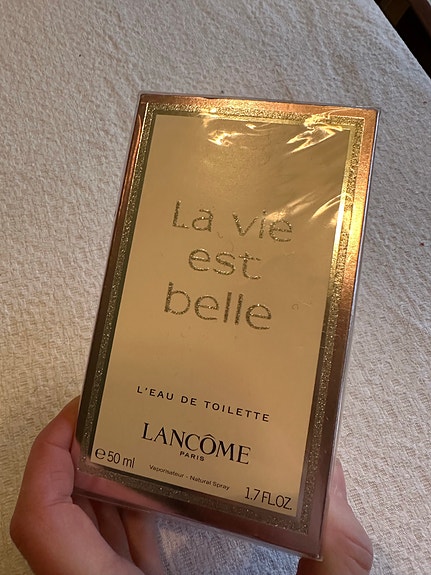 La vie
est
belle
L'EAU DE TOILETTE
LANCÔME
PARIS
℮50 ml
Vaporisateur - Natural Spray
1.7 FL.OZ.